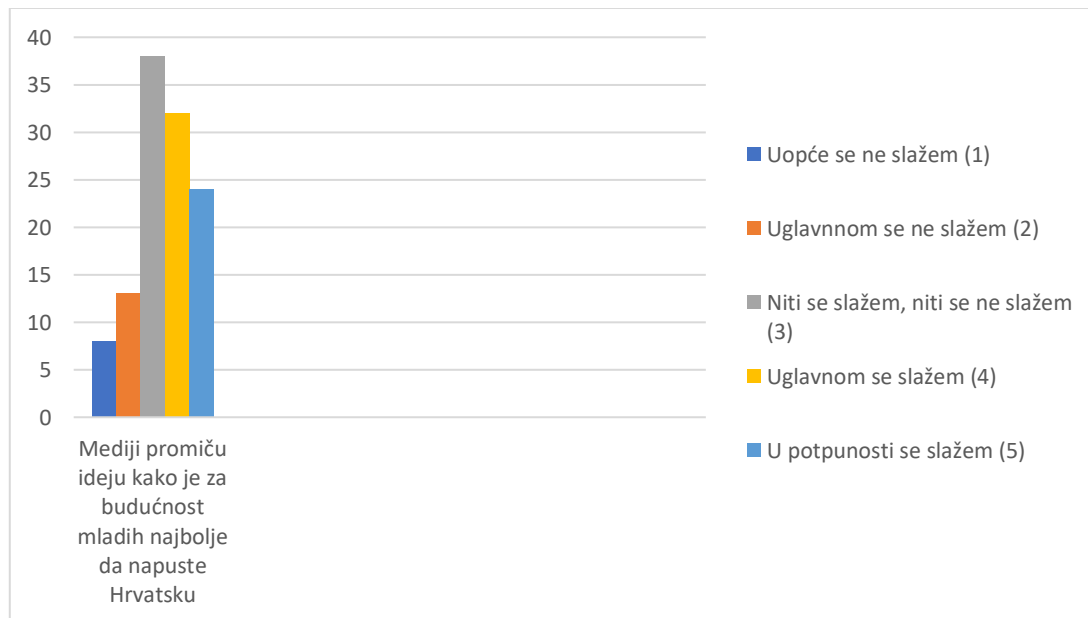 40
35
30
25
20
15
10
5
0
Mediji promiču
ideju kako je za
budućnost
mladih najbolje
da napuste
Hrvatsku
Uopće se ne slažem (1)
Uglavnnom se ne slažem (2)
Niti se slažem, niti se ne slažem
(3)
Uglavnom se slažem (4)
U potpunosti se slažem (5)